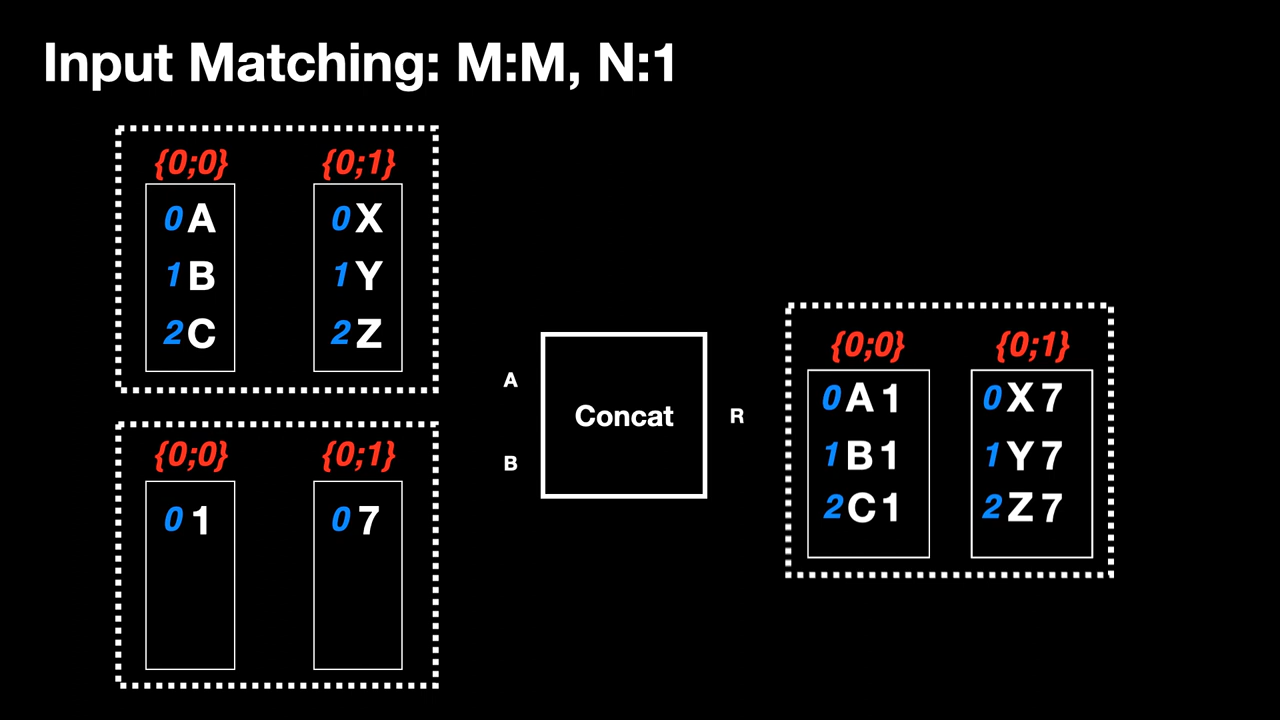 Input Matching: M:M, N:1
{0;0} {0;1}
0 A 0 X
1 B 1 Y
2 C 2 Z
{0;0} {0;1}
0 1 0 7
A
B
Concat
R
{0;0} {0;1}
0 A 1 0 X 7
1 B 1 1 Y 7
2 C 1 2 Z 7